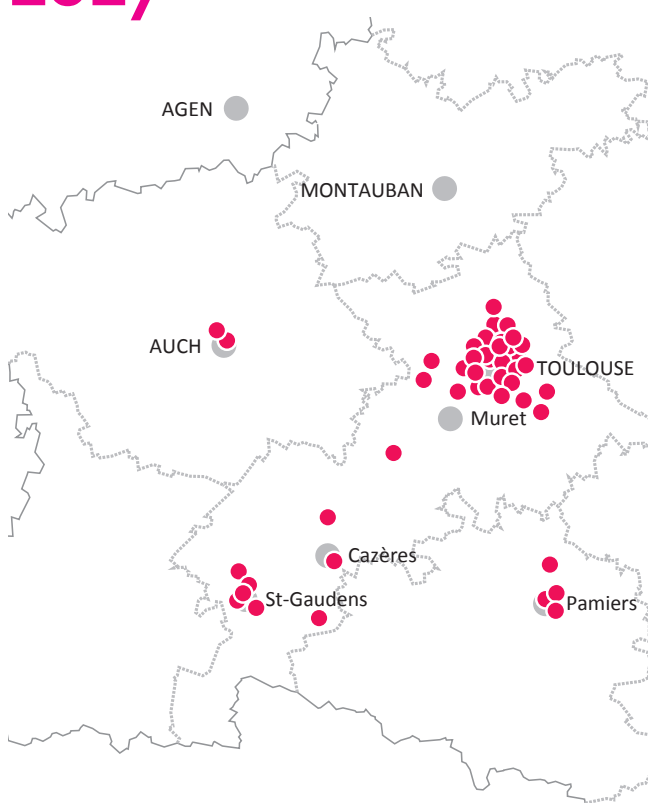 AGEN
MONTAUBAN
AUCH
TOULOUSE
Muret
Cazères
St-Gaudens
Pamiers